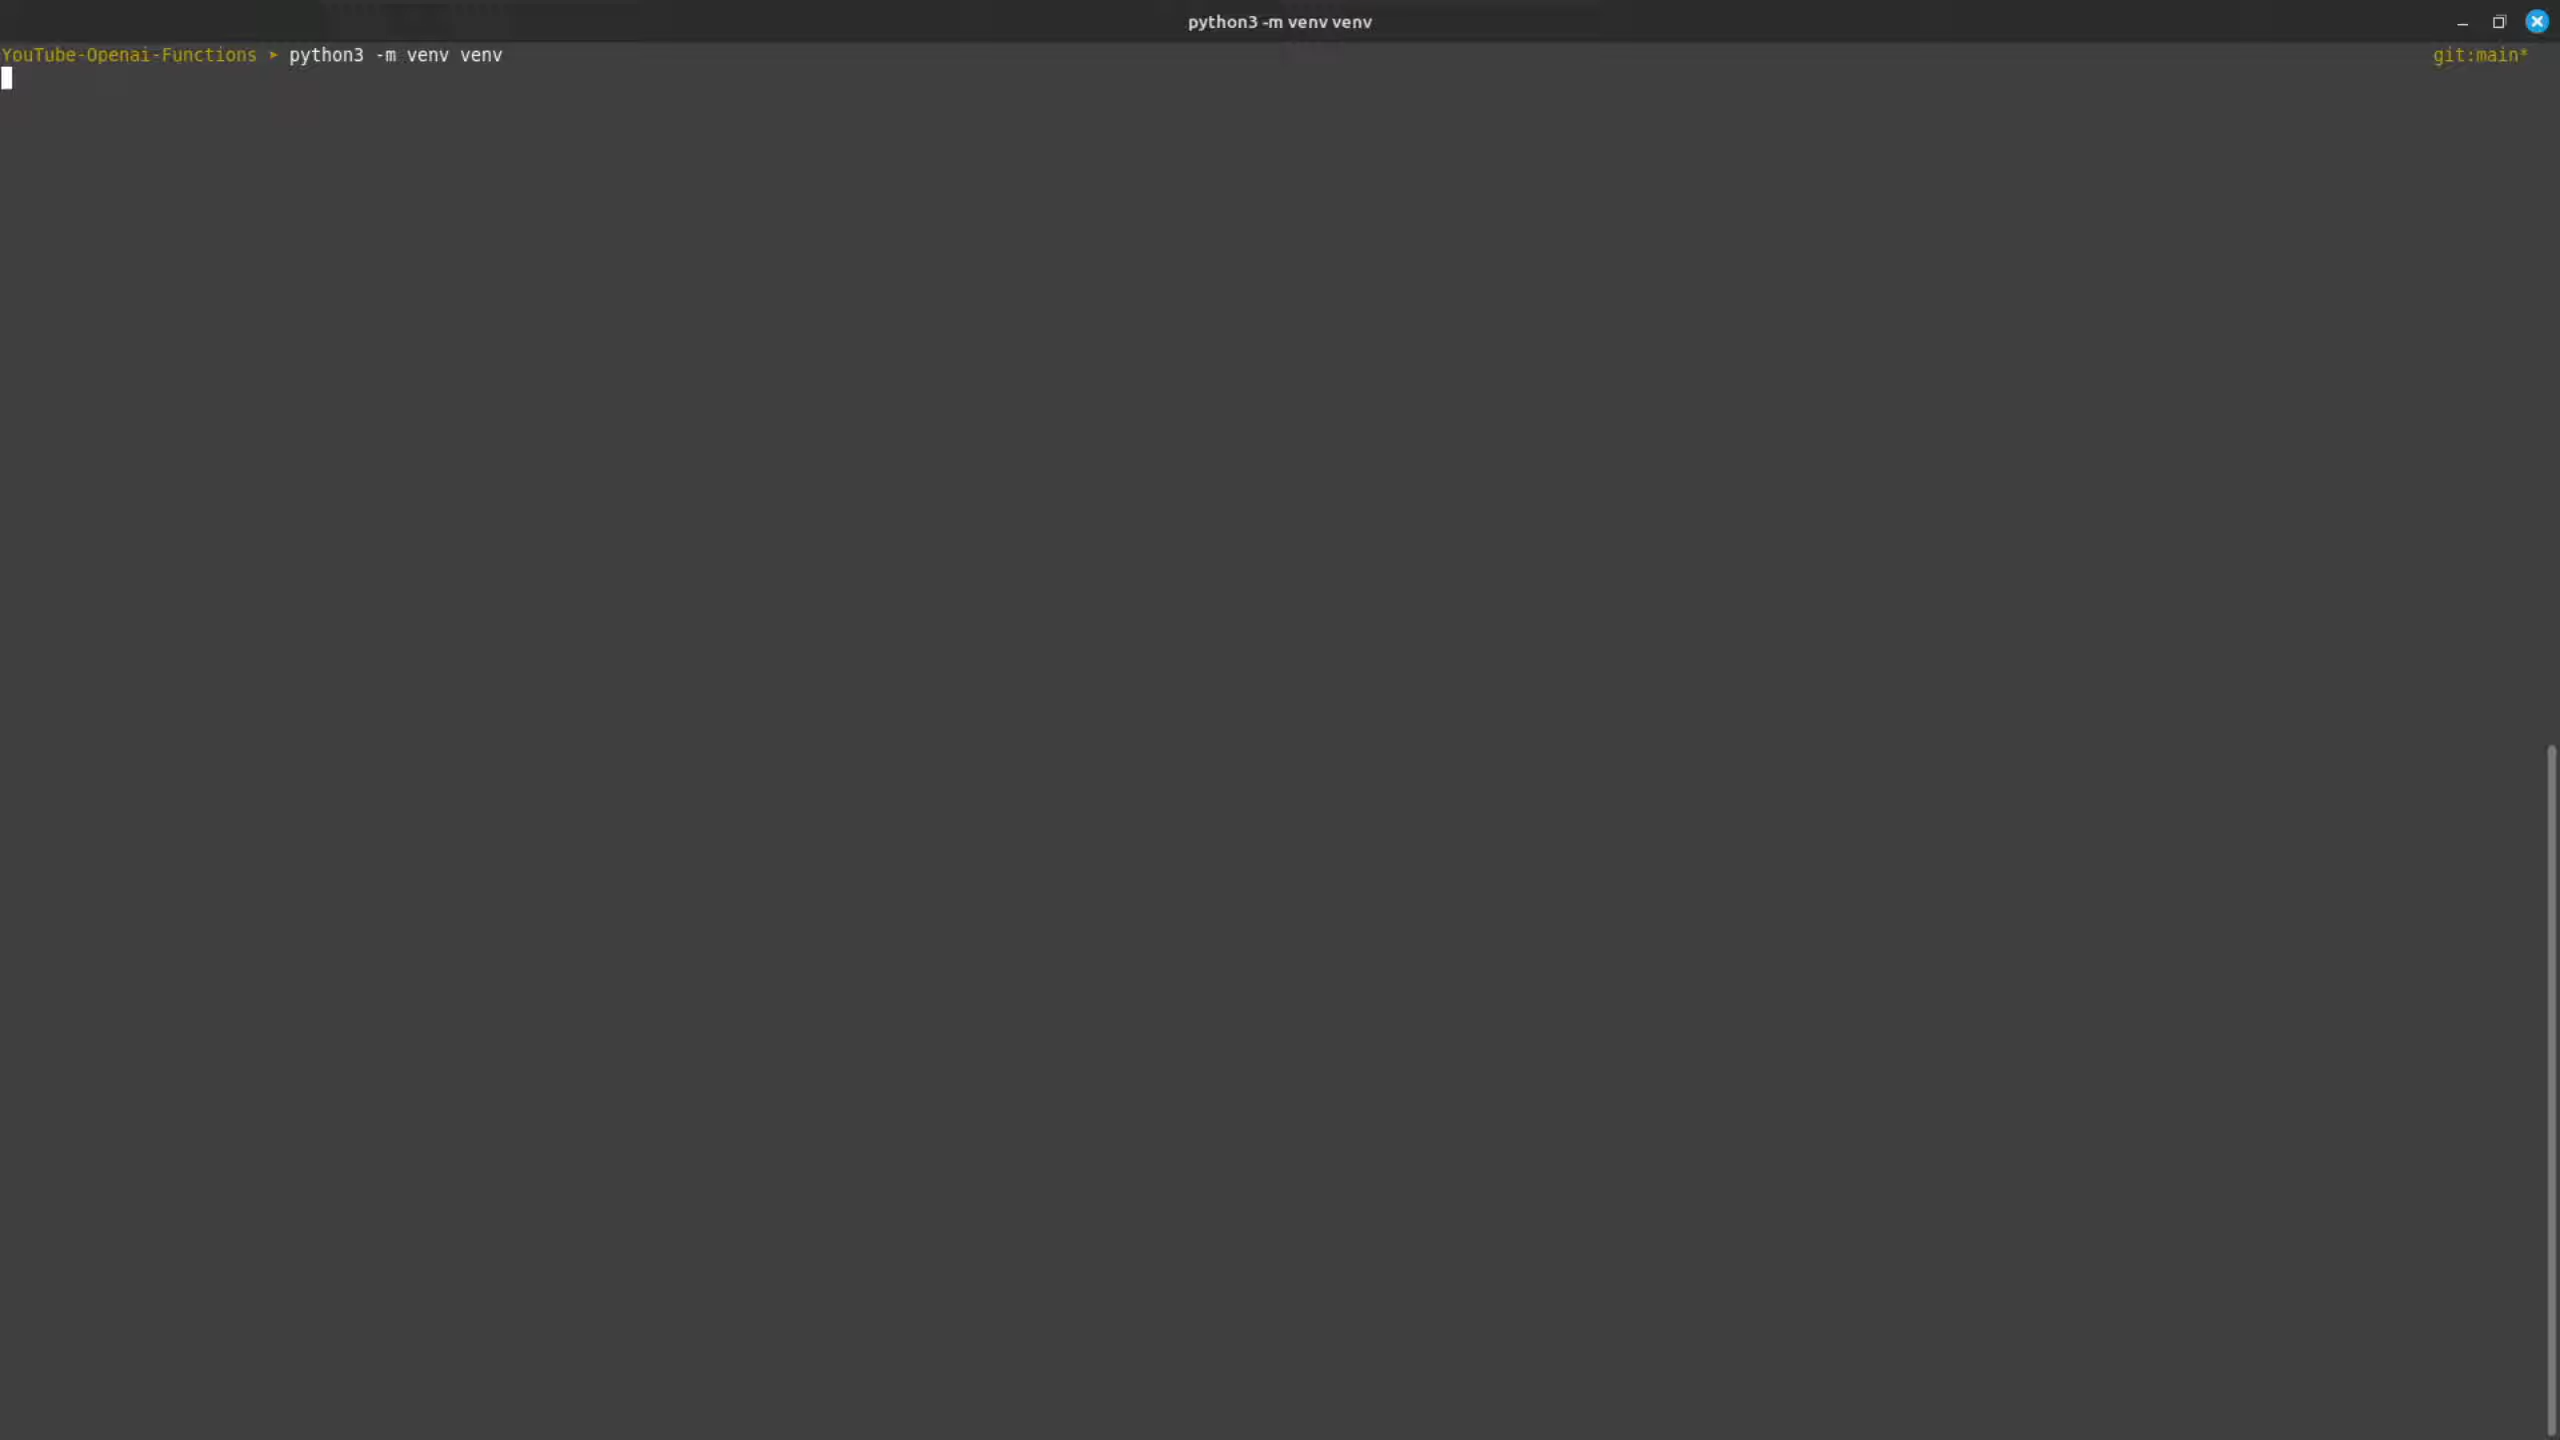 python3 -m venv venv
YouTube-Openai-Functions ➤ python3 -m venv venv git:main*